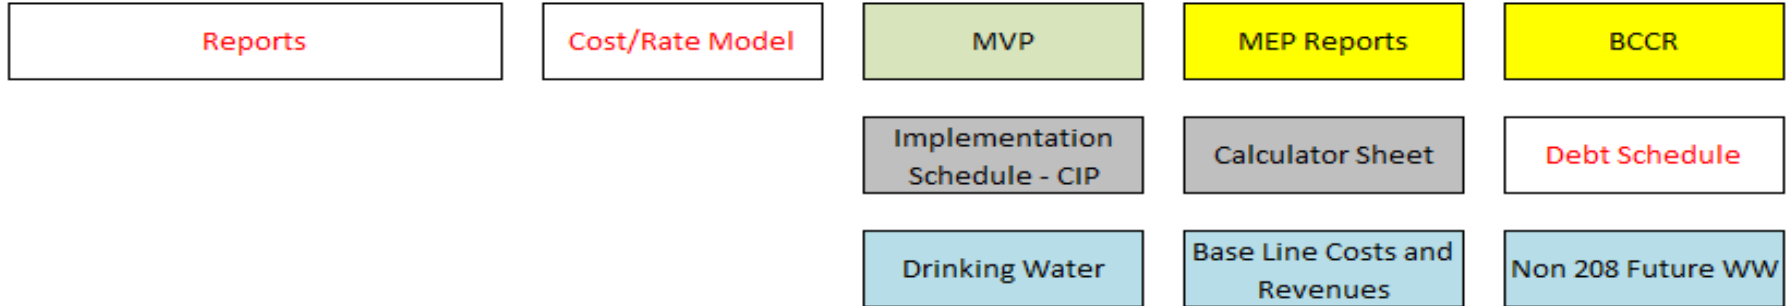 Reports
Cost/Rate Model
MVP
MEP Reports
BCCR
Implementation
Schedule - CIP
Calculator Sheet
Debt Schedule
Drinking Water
Base Line Costs and
Revenues
Non 208 Future WW